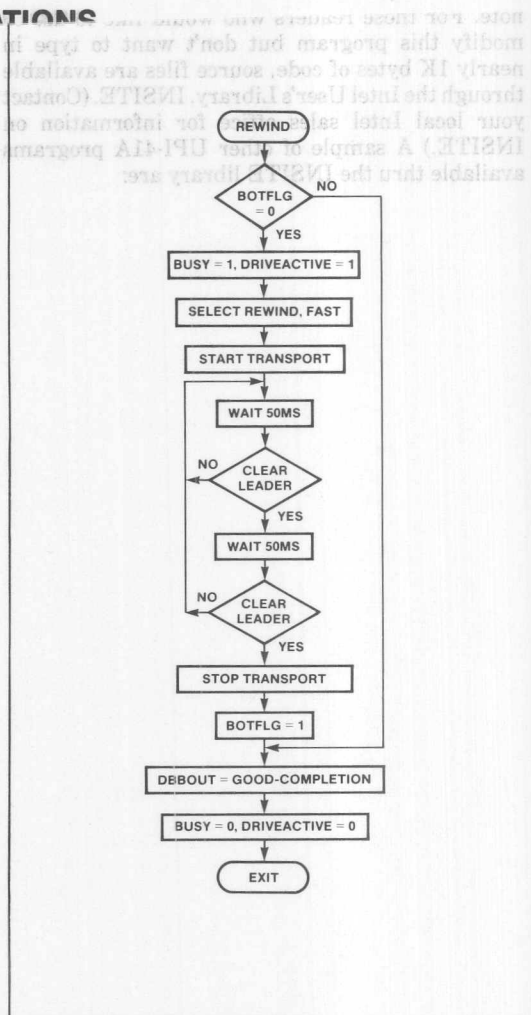 ATIONS
note. For those readers who would like
modify this program but don't want to type in
nearly 1K bytes of code, source files are available
through the Intel User's Library, INSITE. (Contact
your local Intel sales office for information on
INSITE.) A sample of other UPI-41A programs
available thru the INSITE library are:
REWIND
BOTFLG
= 0
NO
YES
BUSY = 1, DRIVEACTIVE = 1
SELECT REWIND, FAST
START TRANSPORT
WAIT 50MS
NO
CLEAR
LEADER
YES
WAIT 50MS
NO
CLEAR
LEADER
YES
STOP TRANSPORT
BOTFLG = 1
DBBOUT = GOOD-COMPLETION
BUSY = 0, DRIVEACTIVE = 0
EXIT